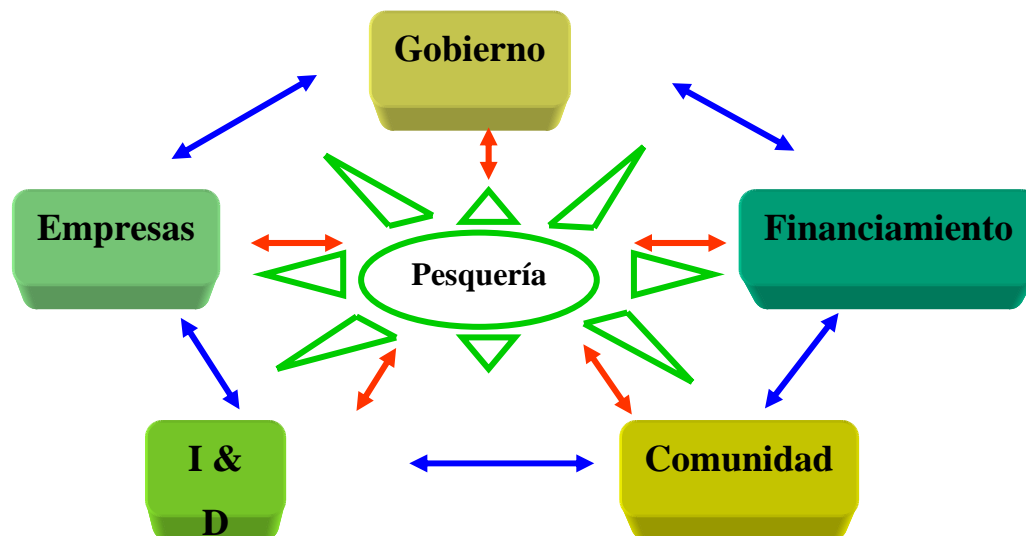 Gobierno
Empresas
Financiamiento
Pesquería
I &
D
Comunidad